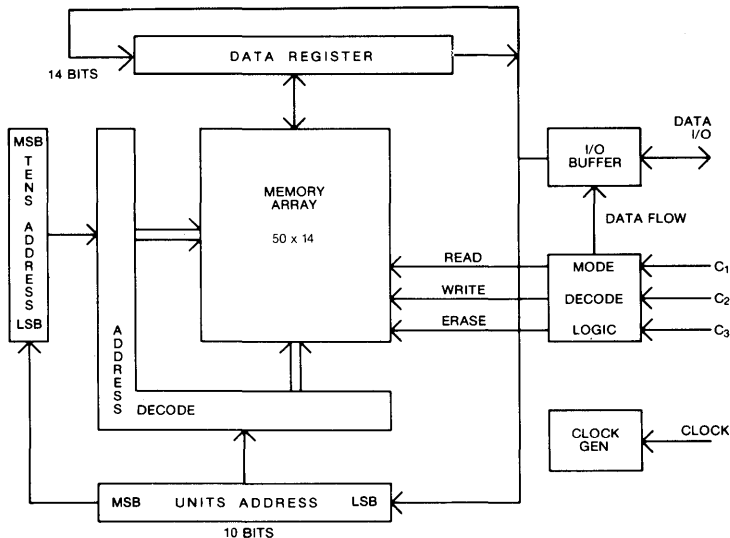 DATA REGISTER
14 BITS
MSB
TENS ADDRESS
LSB
MEMORY
ARRAY
50 x 14
I/O
BUFFER
DATA
I/O
DATA FLOW
READ
WRITE
ERASE
MODE
DECODE
LOGIC
C1
C2
C3
ADDRESS
DECODE
CLOCK
GEN
CLOCK
MSB UNITS ADDRESS LSB
10 BITS